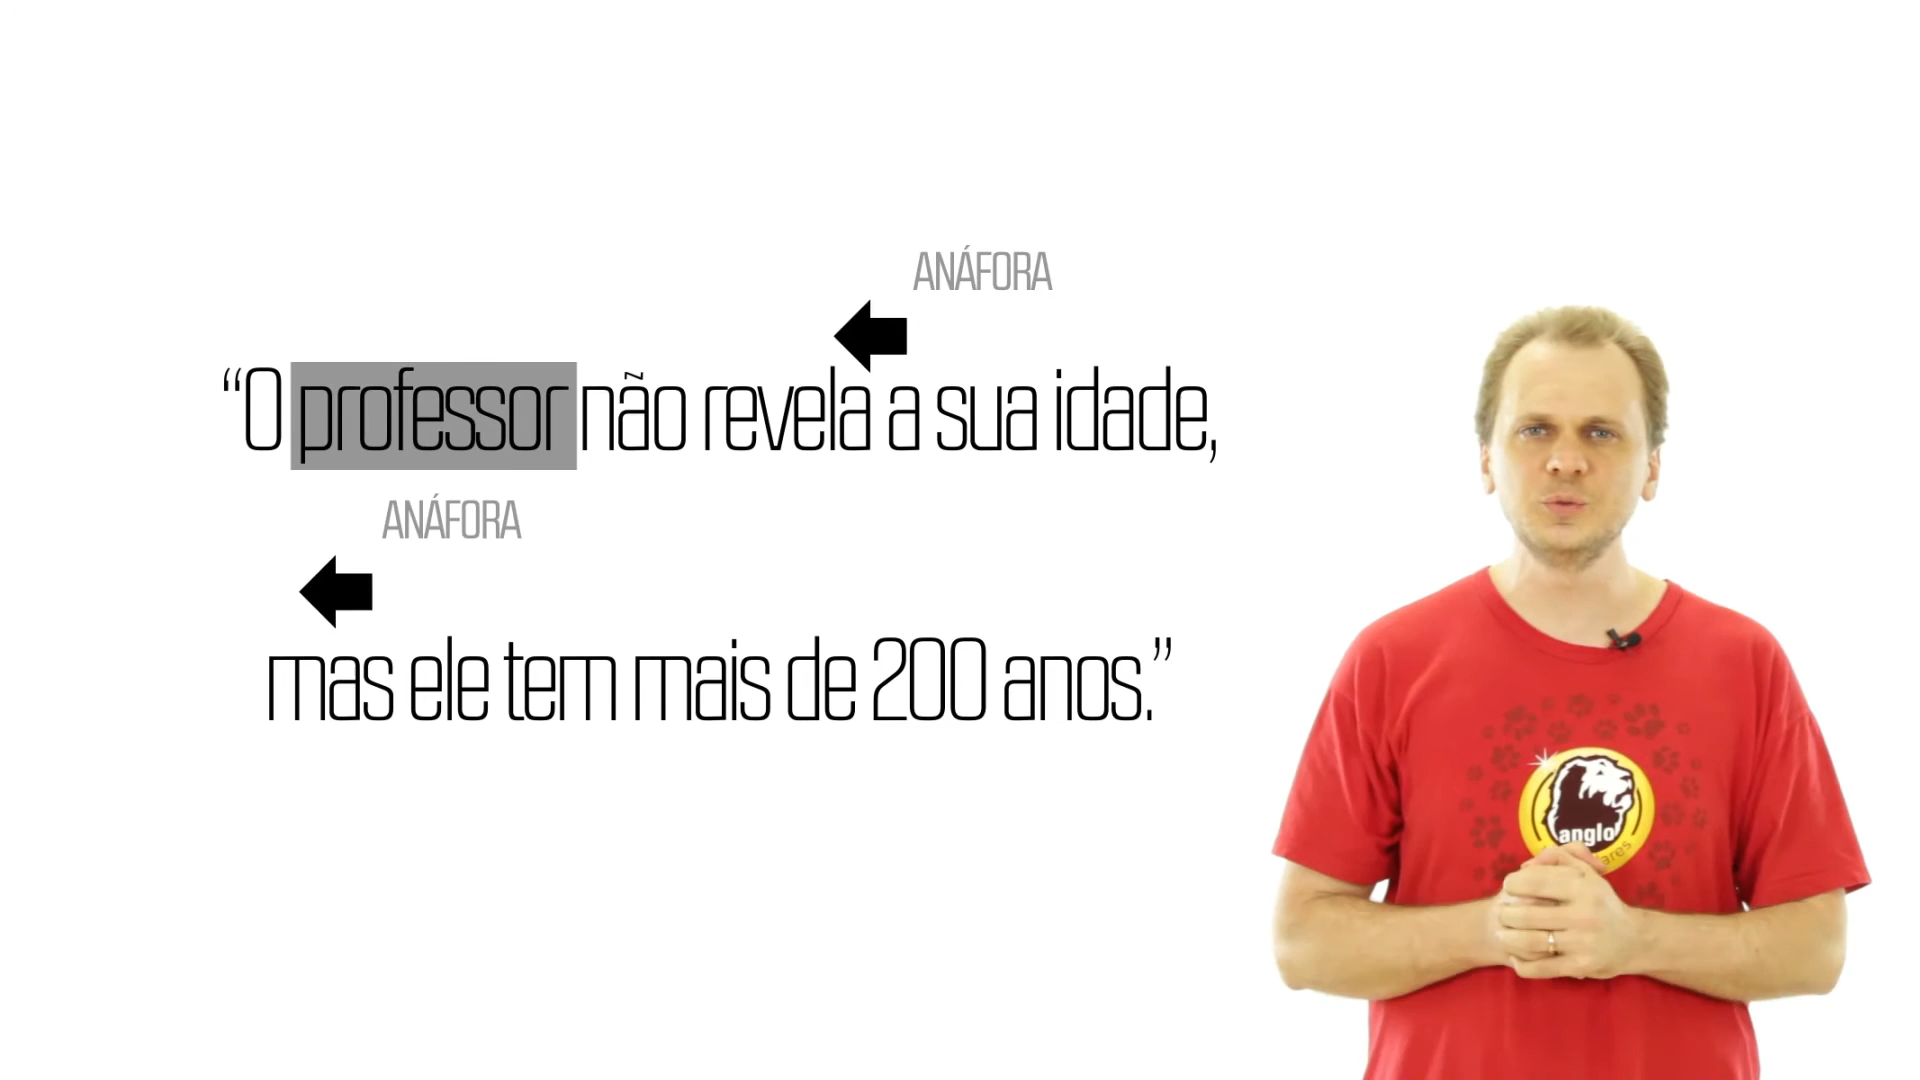 ANÁFORA
“O professor não revela a sua idade,
ANÁFORA
mas ele tem mais de 200 anos.”
anglo